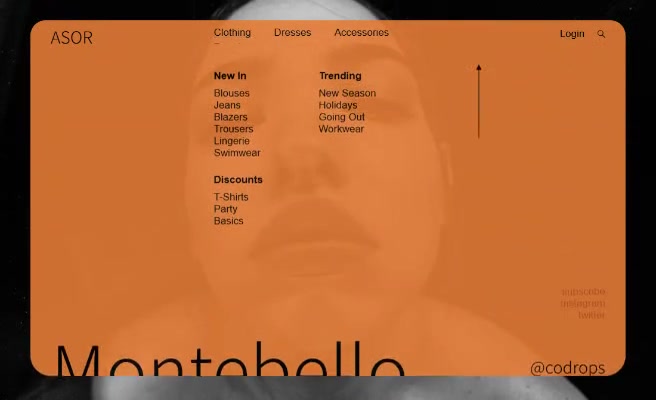 ASOR
Clothing Dresses Accessories
Login
New In
Blouses
Jeans
Blazers
Trousers
Lingerie
Swimwear
Trending
New Season
Holidays
Going Out
Workwear
Discounts
T-Shirts
Party
Basics
subscribe
instagram
twitter
Montebello
@codrops